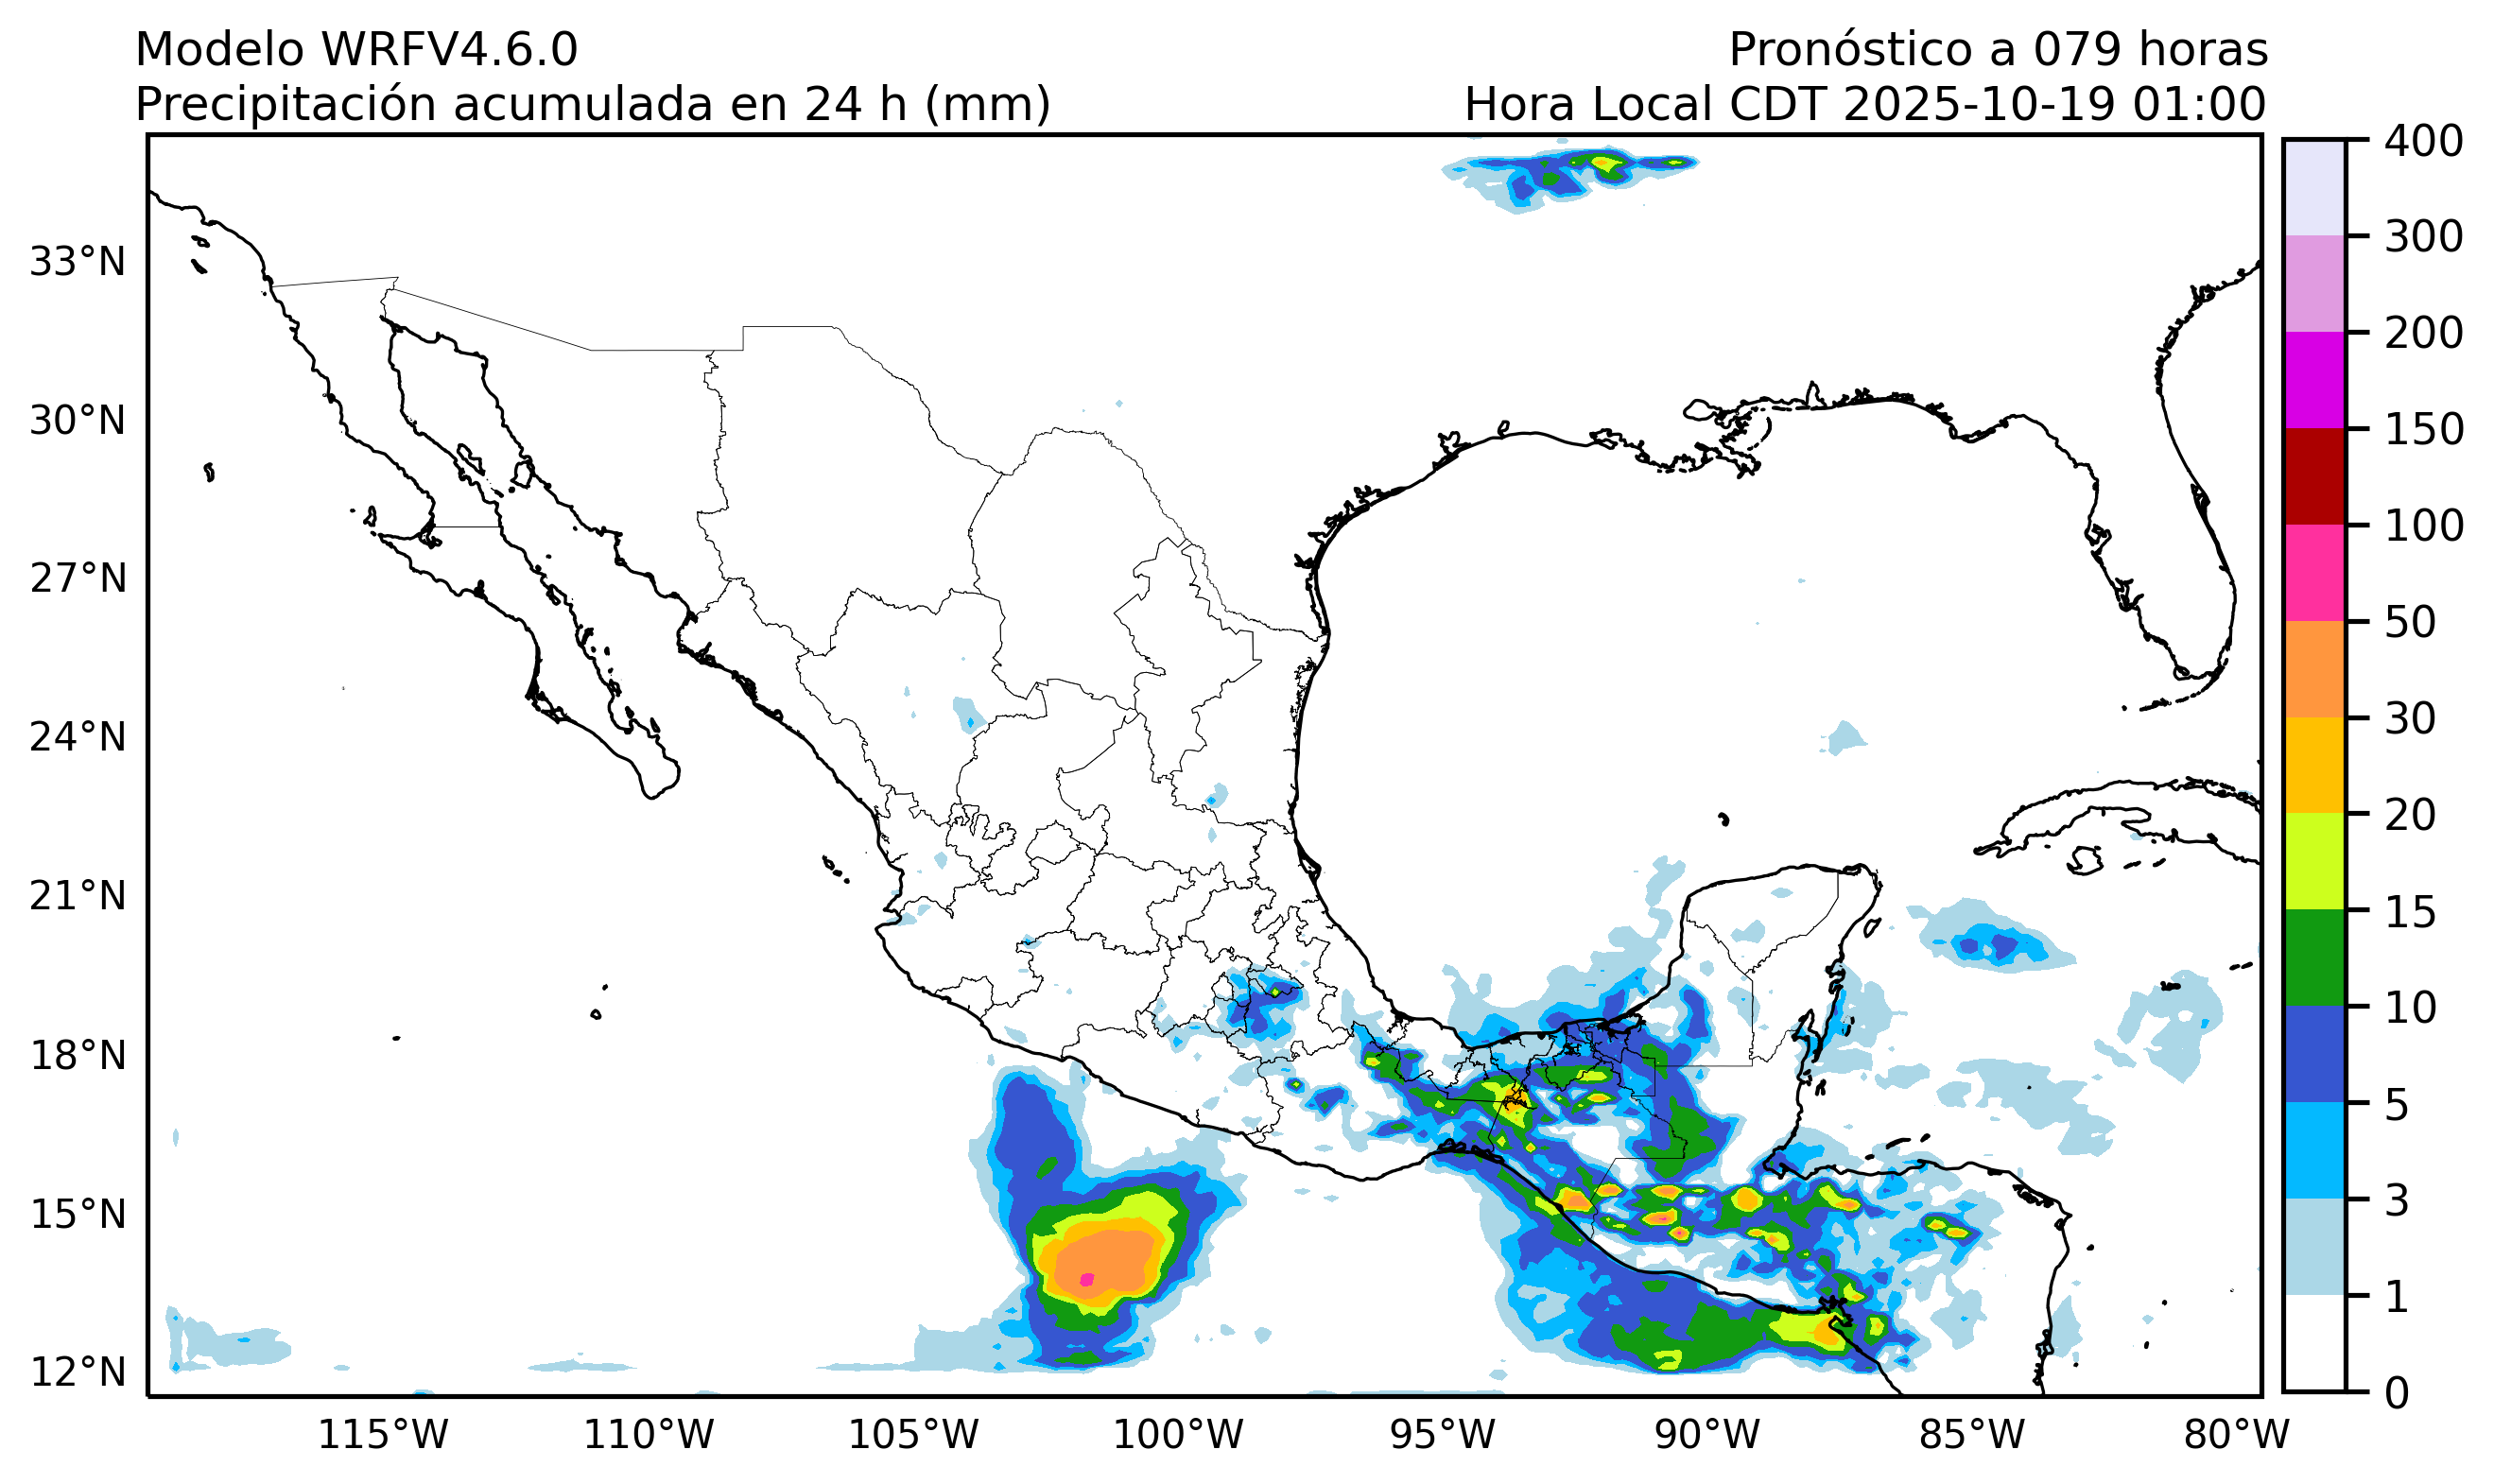 Modelo WRFV4.6.0
Pronóstico a 079 horas
Precipitación acumulada en 24 h (mm)
Hora Local CDT 2025-10-19 01:00
33°N
30°N
27°N
24°N
21°N
18°N
15°N
12°N
115°W
110°W
105°W
100°W
95°W
90°W
85°W
80°W
400
300
200
150
100
50
30
20
15
10
5
3
1
0